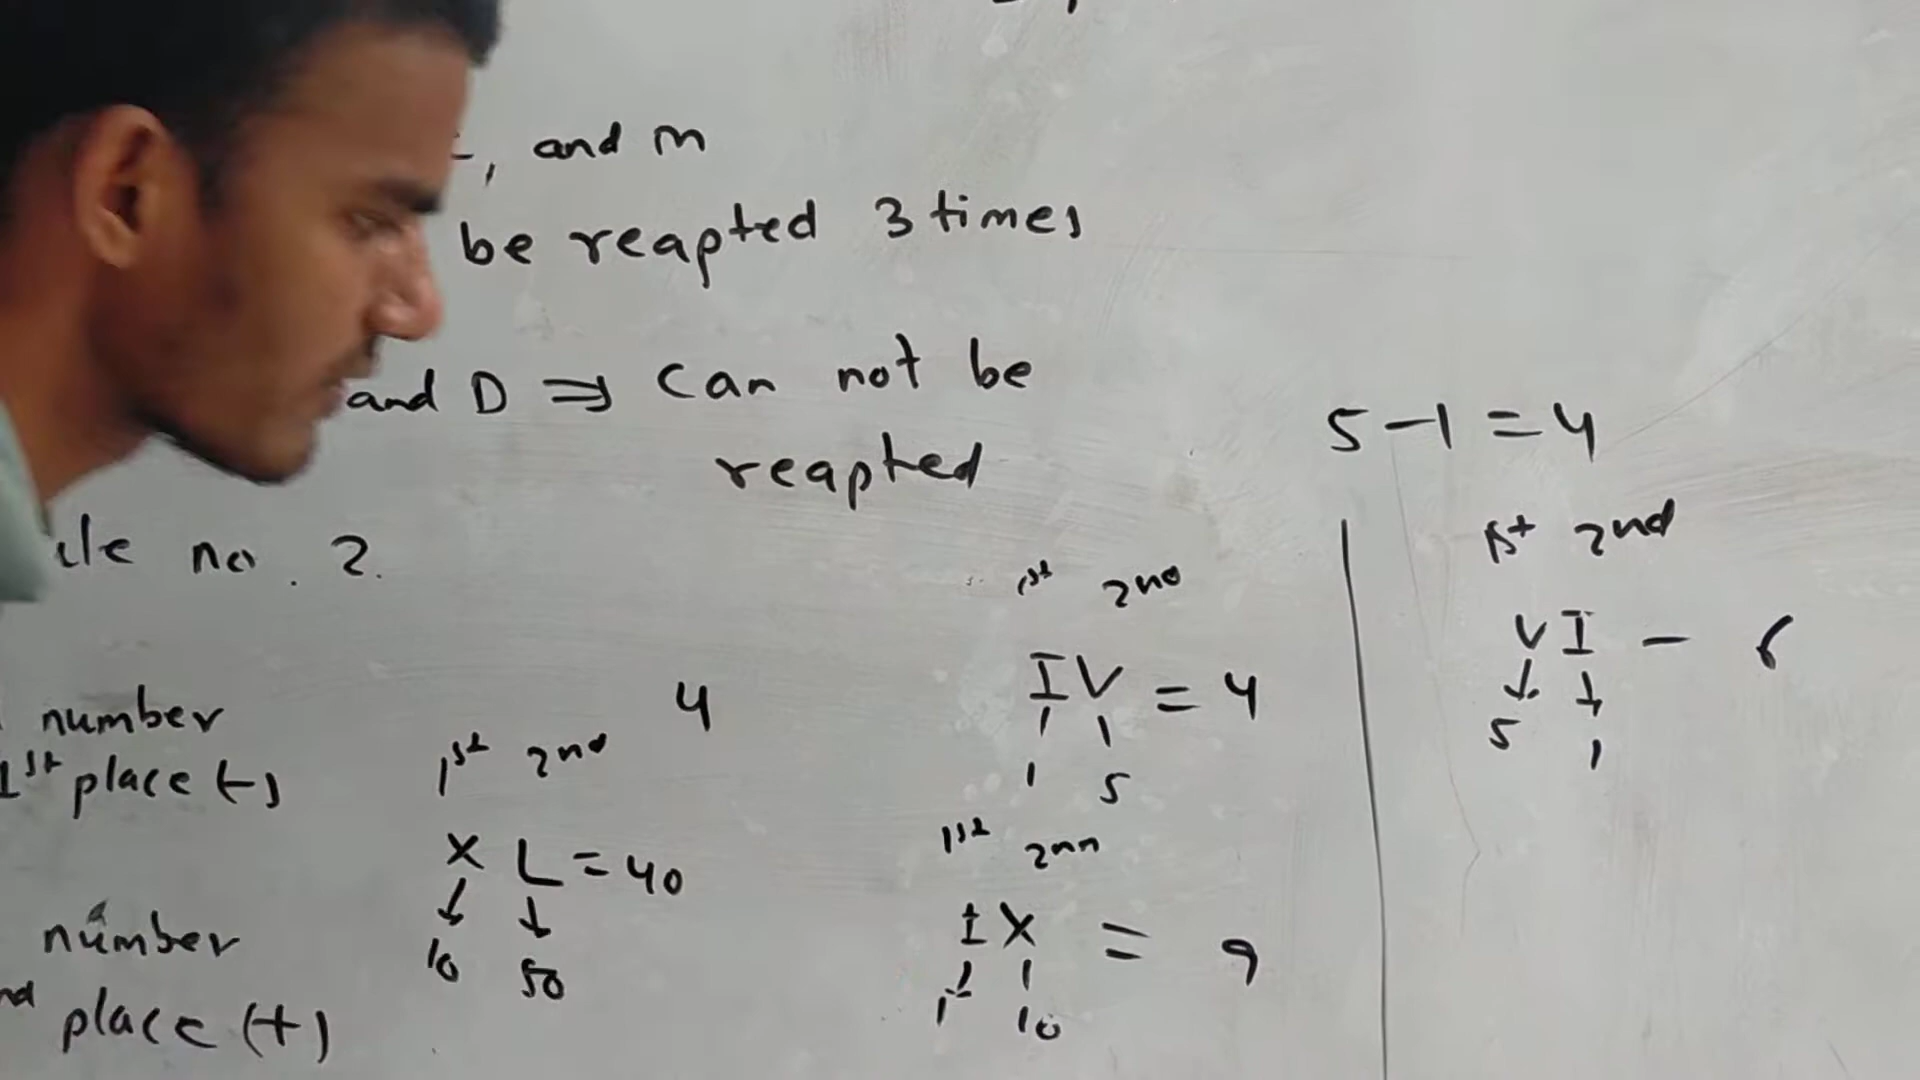 , and m
be reapted 3 times
and D ⇒ Can not be
reapted
5 - 1 = 4
no. 2.
1st 2nd
VI - 6
5 1
1st 2nd
IV = 4
1 5
4
number
1st place (-)
1st 2nd
XL = 40
10 50
1st 2nn
IX = 9
1 10
number
place (+)